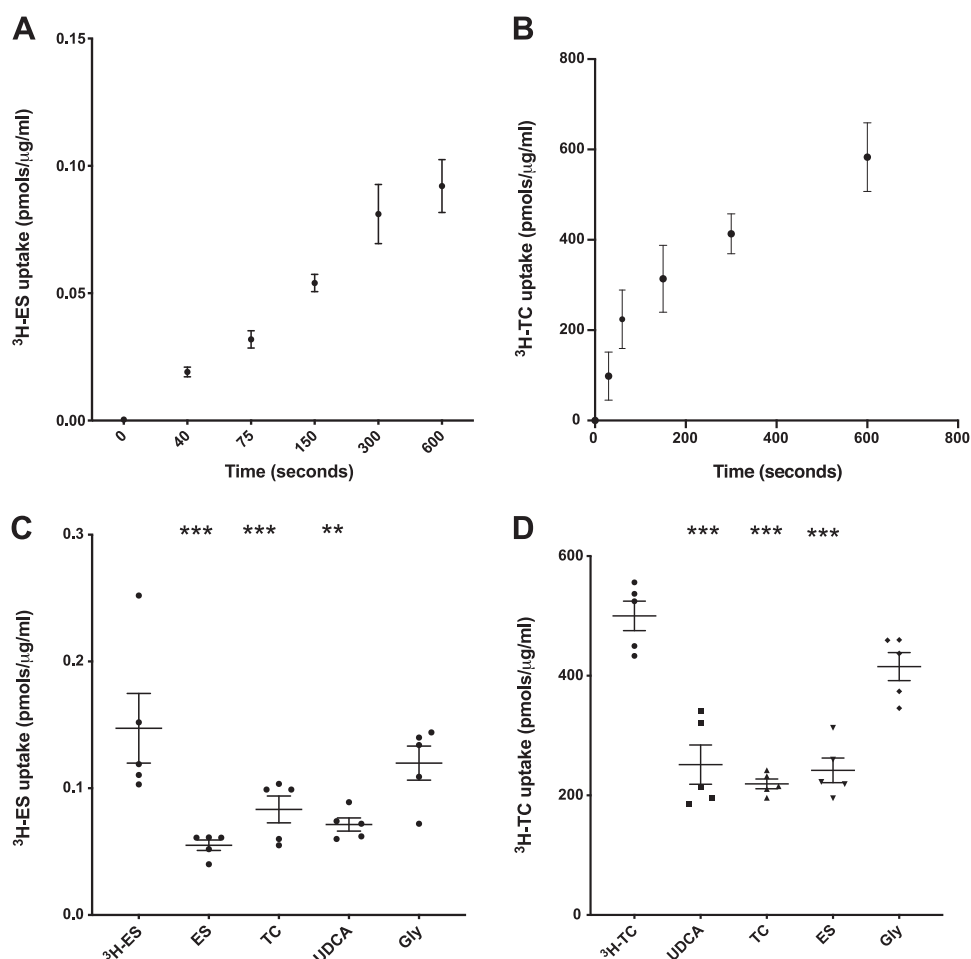 A
³H-ES uptake (pmols/μg/ml)
0.15
0.10
0.05
0.00
0 40 75 150 300 600
Time (seconds)
B
³H-TC uptake (pmols/μg/ml)
800
600
400
200
0
0 200 400 600 800
Time (seconds)
C
*** *** **
³H-ES uptake (pmols/μg/ml)
0.3
0.2
0.1
0.0
³H-ES ES TC UDCA Gly
D
*** *** ***
³H-TC uptake (pmols/μg/ml)
600
400
200
0
³H-TC UDCA TC ES Gly